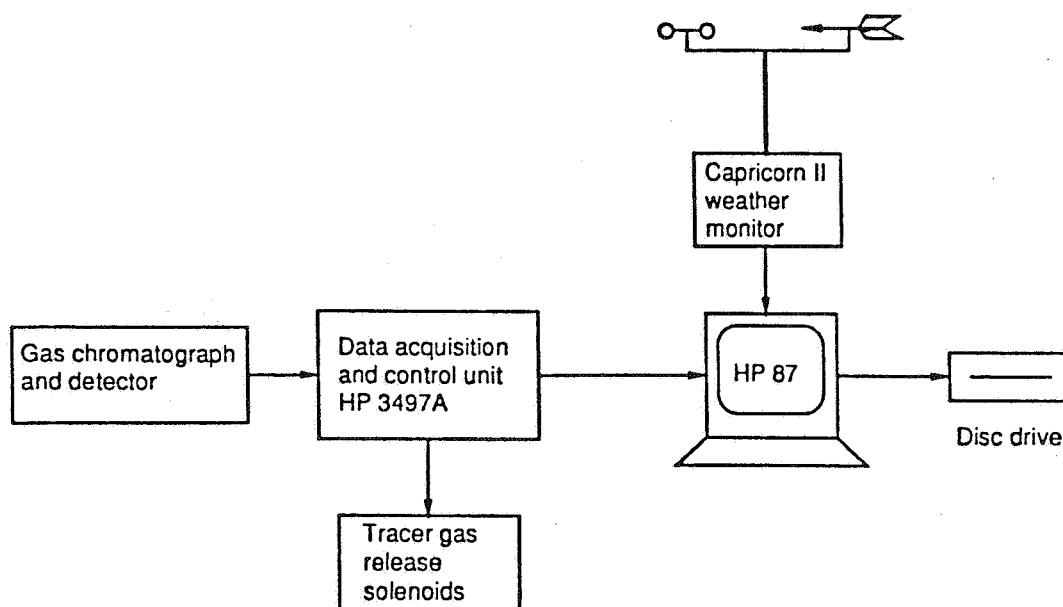 Capricorn II
weather
monitor
Gas chromatograph
and detector
Data acquisition
and control unit
HP 3497A
HP 87
Disc drive
Tracer gas
release
solenoids